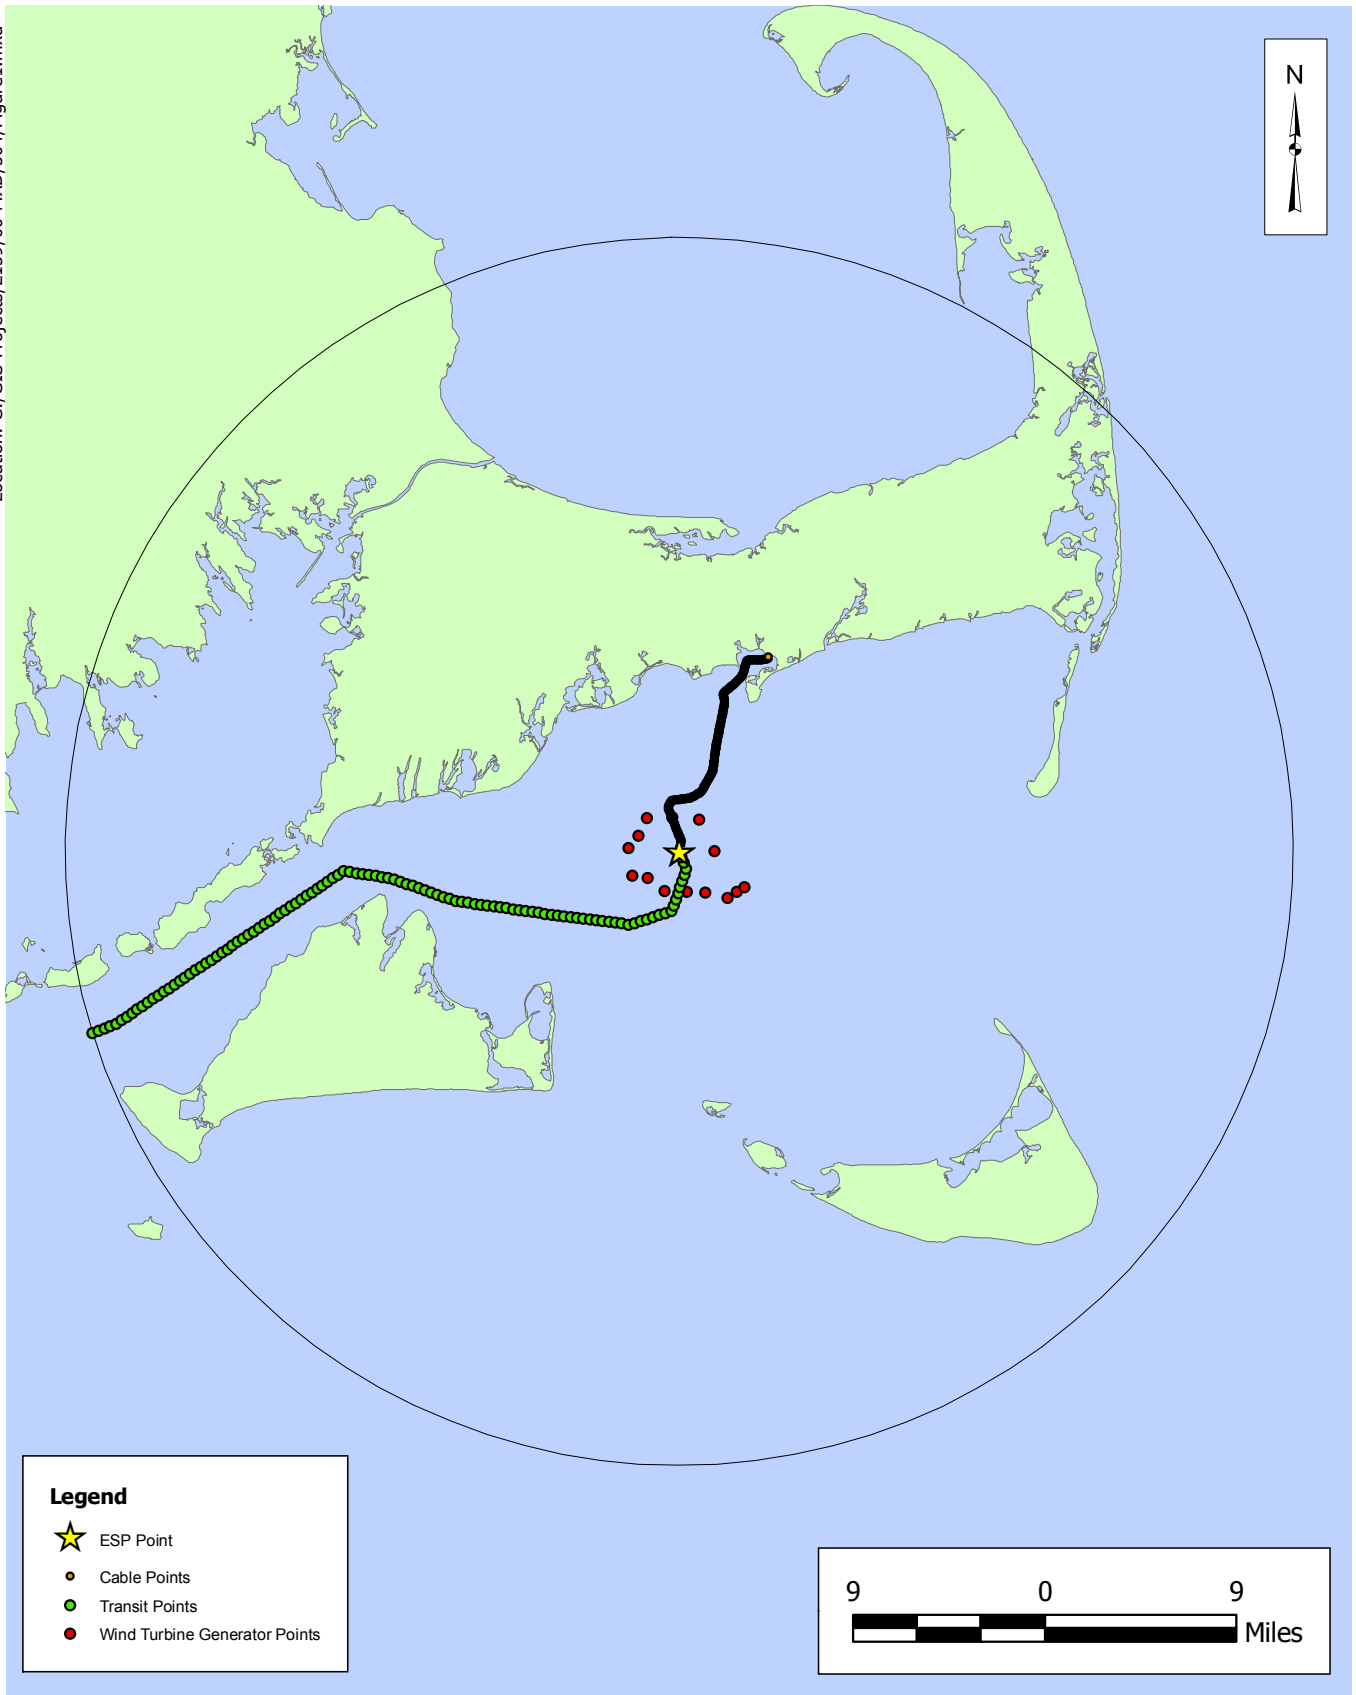 N
Legend
ESP Point
Cable Points
Transit Points
Wind Turbine Generator Points
9 0 9
Miles